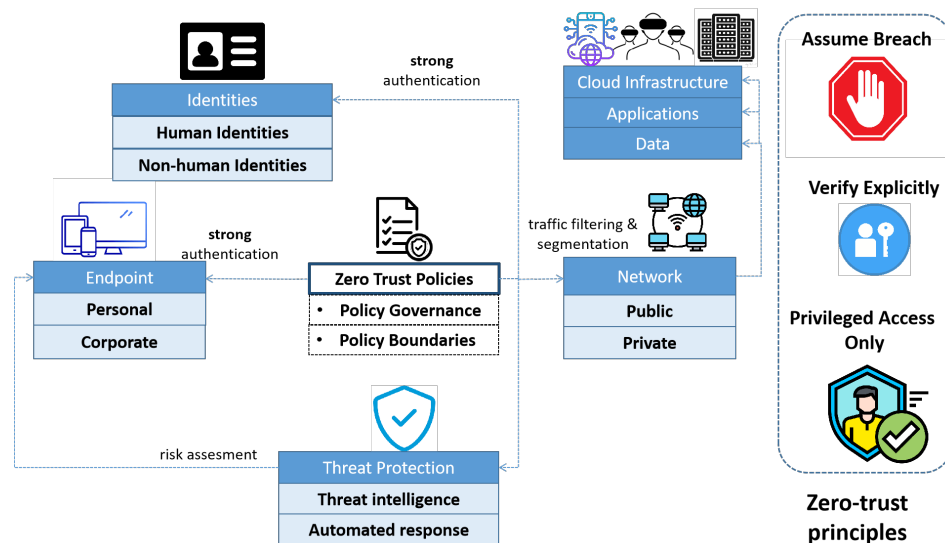 strong
authentication
Identities
Human Identities
Non-human Identities
Cloud Infrastructure
Applications
Data
Assume Breach
Verify Explicitly
Privileged Access
Only
Zero-trust
principles
strong
authentication
traffic filtering &
segmentation
Endpoint
Personal
Corporate
Zero Trust Policies
• Policy Governance
• Policy Boundaries
Network
Public
Private
risk assesment
Threat Protection
Threat intelligence
Automated response